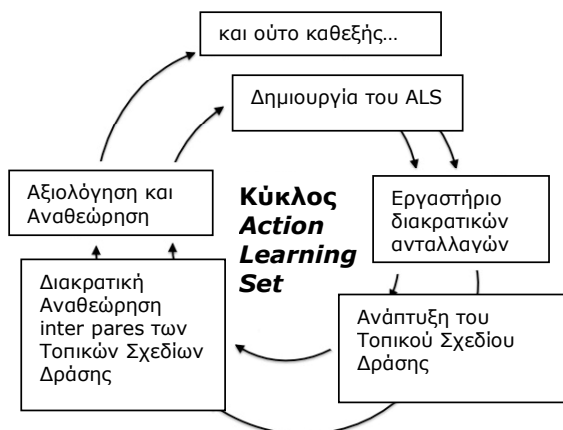 και ούτο καθεξής...
Δημιουργία του ALS
Αξιολόγηση και
Αναθεώρηση
Κύκλος
Action
Learning
Set
Εργαστήριο
διακρατικών
ανταλλαγών
Διακρατική
Αναθεώρηση
inter pares των
Τοπικών Σχεδίων
Δράσης
Ανάπτυξη του
Τοπικού Σχεδίου
Δράσης